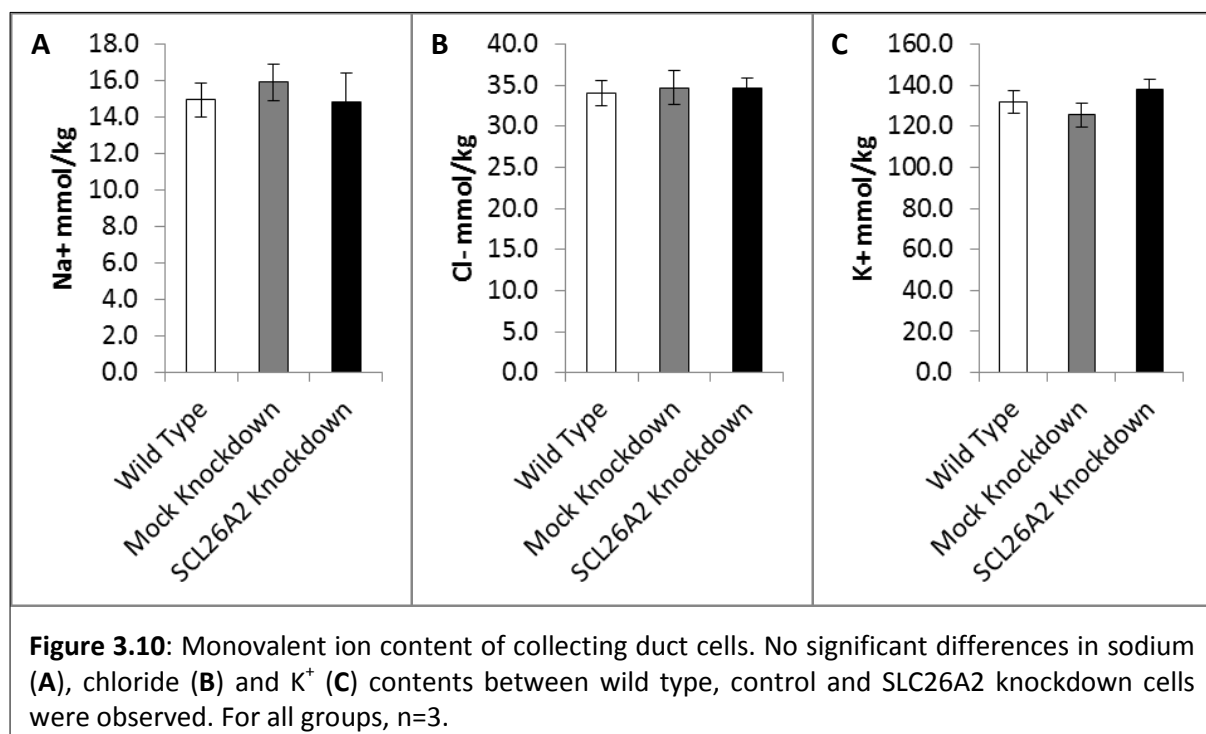 A
Na+ mmol/kg
18.0
16.0
14.0
12.0
10.0
8.0
6.0
4.0
2.0
0.0
Wild Type
Mock Knockdown
SCL26A2 Knockdown
B
Cl- mmol/kg
40.0
35.0
30.0
25.0
20.0
15.0
10.0
5.0
0.0
Wild Type
Mock Knockdown
SCL26A2 Knockdown
C
K+ mmol/kg
160.0
140.0
120.0
100.0
80.0
60.0
40.0
20.0
0.0
Wild Type
Mock Knockdown
SCL26A2 Knockdown
Figure 3.10: Monovalent ion content of collecting duct cells. No significant differences in sodium
(A), chloride (B) and K⁺ (C) contents between wild type, control and SLC26A2 knockdown cells
were observed. For all groups, n=3.